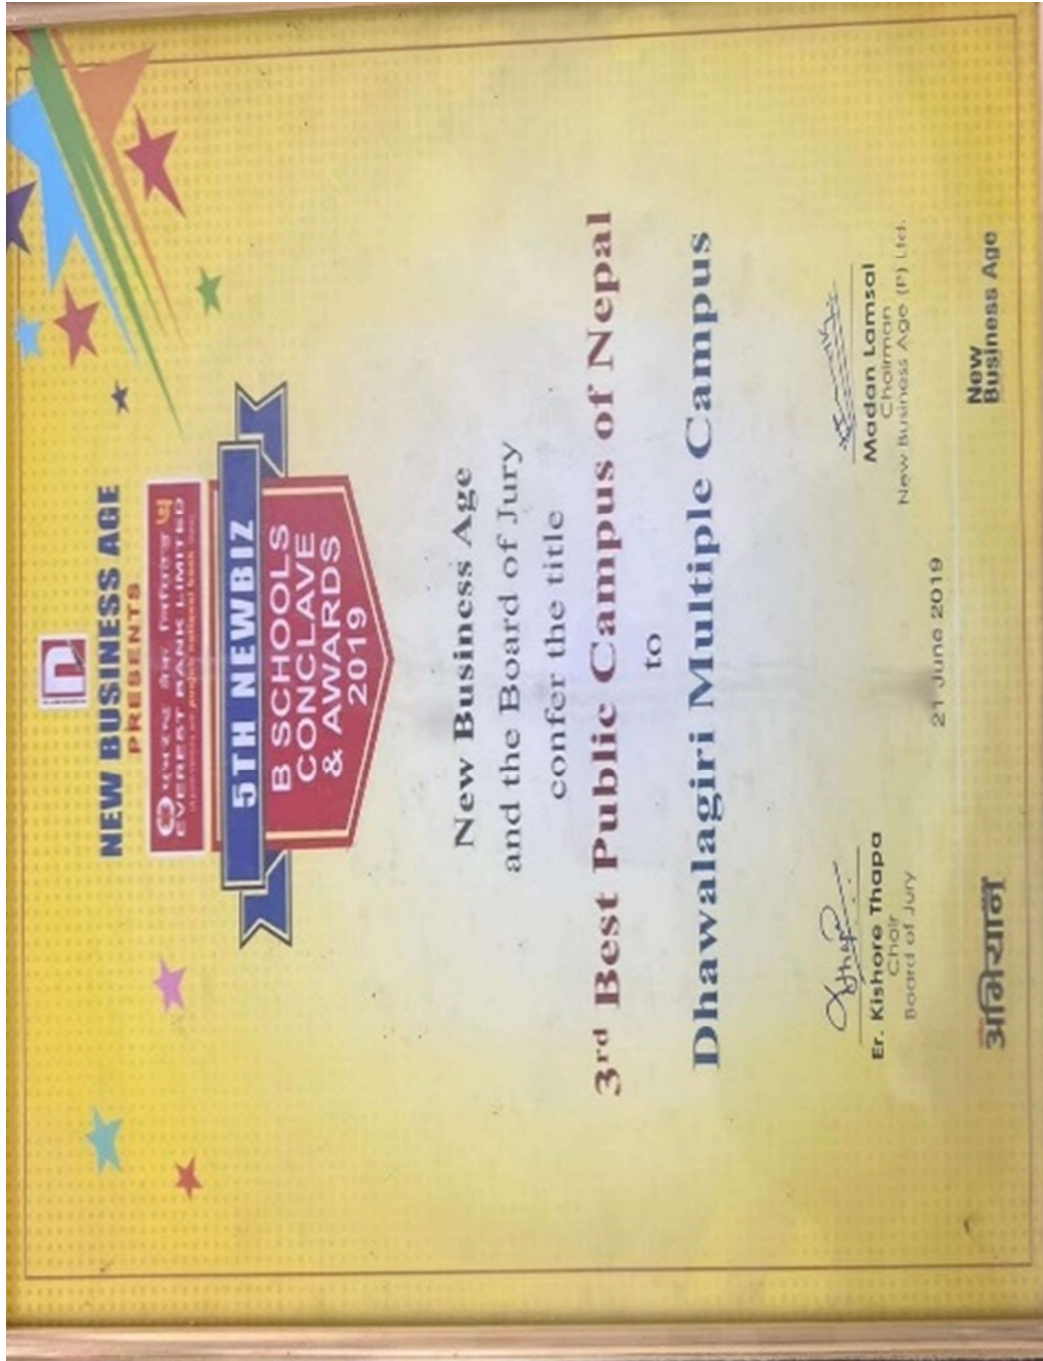 n
NEW BUSINESS AGE
PRESENTS
एभरेष्ट बैंक लिमिटेड
EVEREST BANK LIMITED
5TH NEWBIZ
B SCHOOLS
CONCLAVE
& AWARDS
2019
New Business Age
and the Board of Jury
confer the title
3rd Best Public Campus of Nepal
to
Dhawalagiri Multiple Campus
Er. Kishore Thapa
Chair
Board of Jury
Madan Lamsal
Chairman
New Business Age (P) Ltd.
21 June 2019
अभियान
New
Business Age